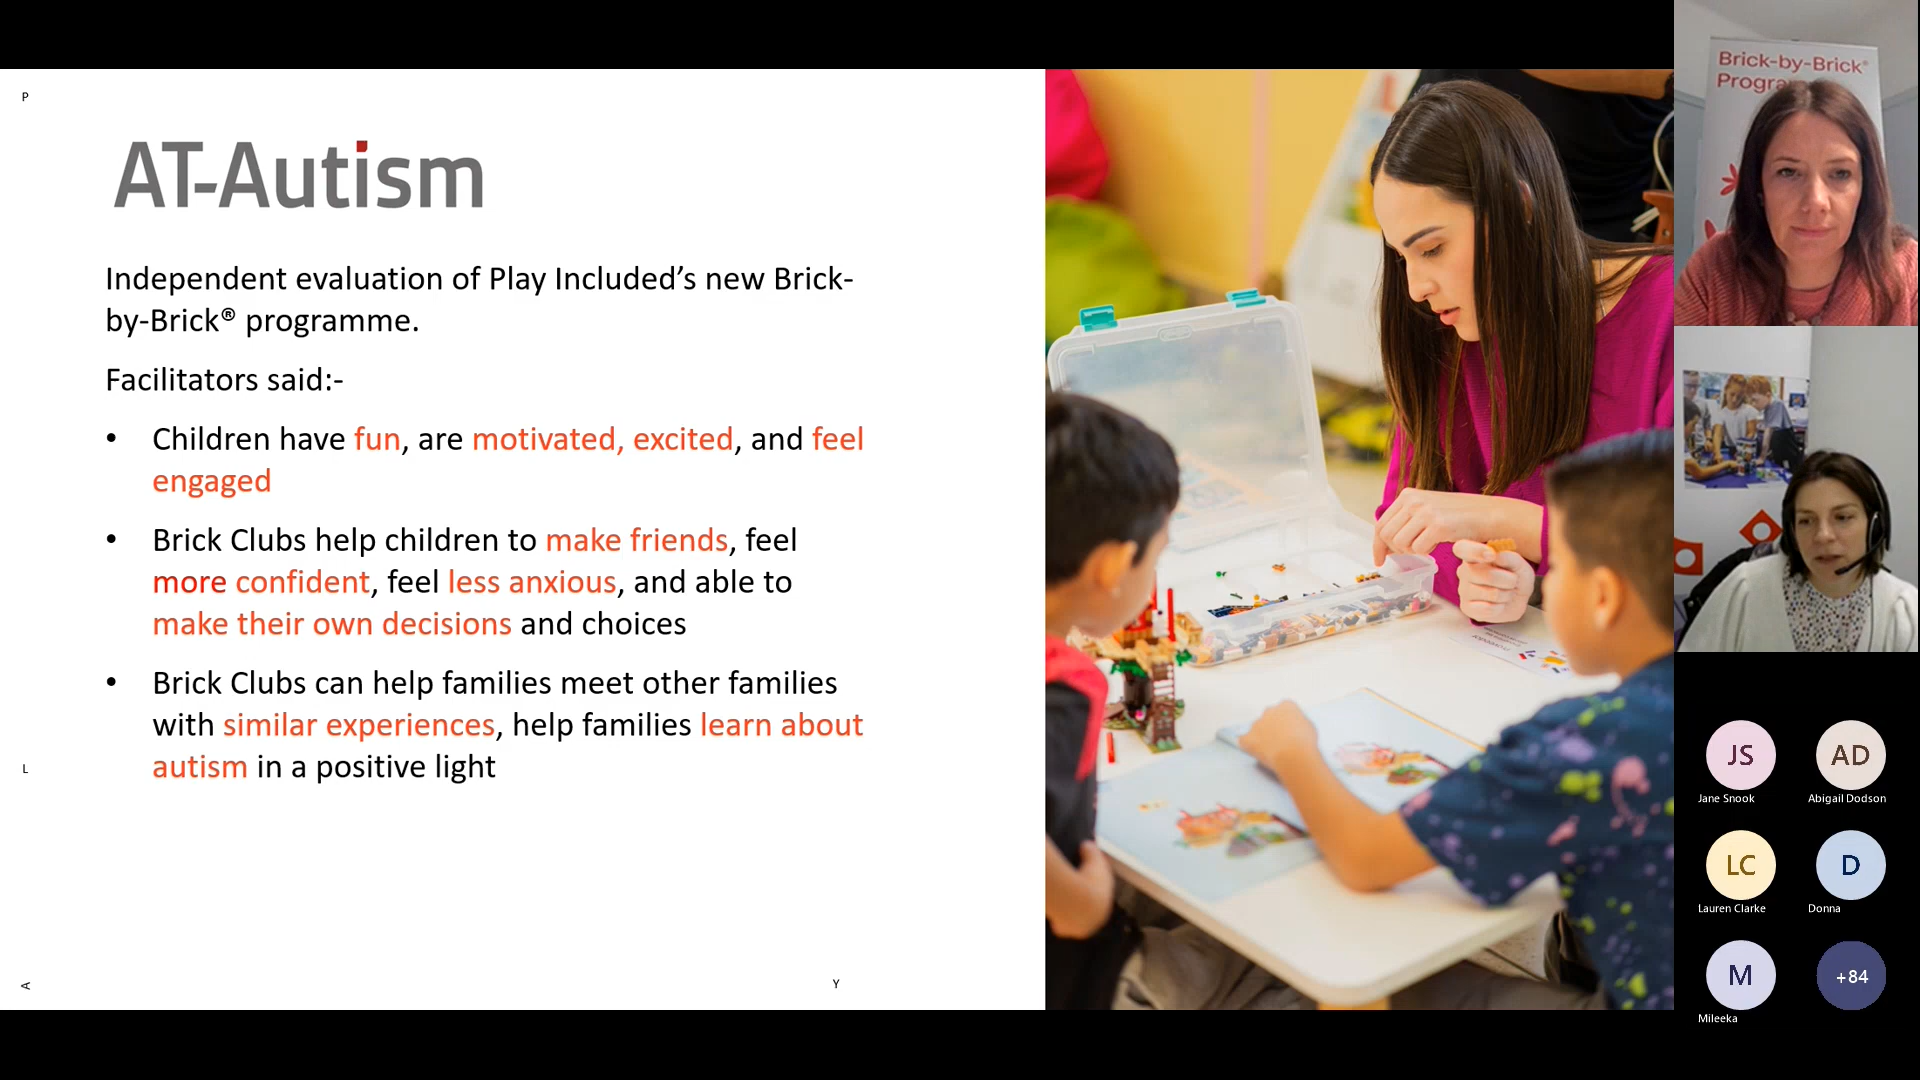 P
AT-Autism
Independent evaluation of Play Included’s new Brick-
by-Brick® programme.
Facilitators said:-
• Children have fun, are motivated, excited, and feel
engaged
• Brick Clubs help children to make friends, feel
more confident, feel less anxious, and able to
make their own decisions and choices
• Brick Clubs can help families meet other families
with similar experiences, help families learn about
autism in a positive light
L
A
Y
Brick-by-Brick®
JS
AD
Jane Snook
Abigail Dodson
LC
D
Lauren Clarke
Donna
M
+84
Mileeka